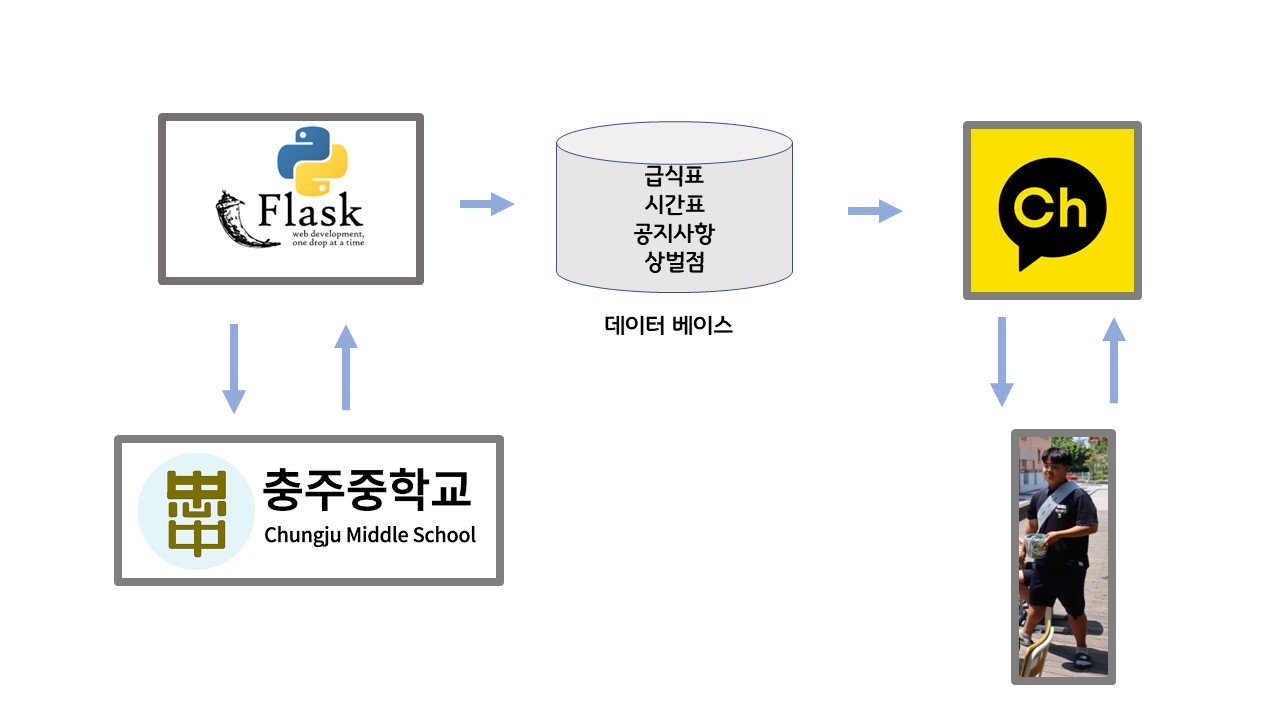 Flask
web development,
one drop at a time
급식표
시간표
공지사항
상벌점
데이터 베이스
Ch
충주중학교
Chungju Middle School